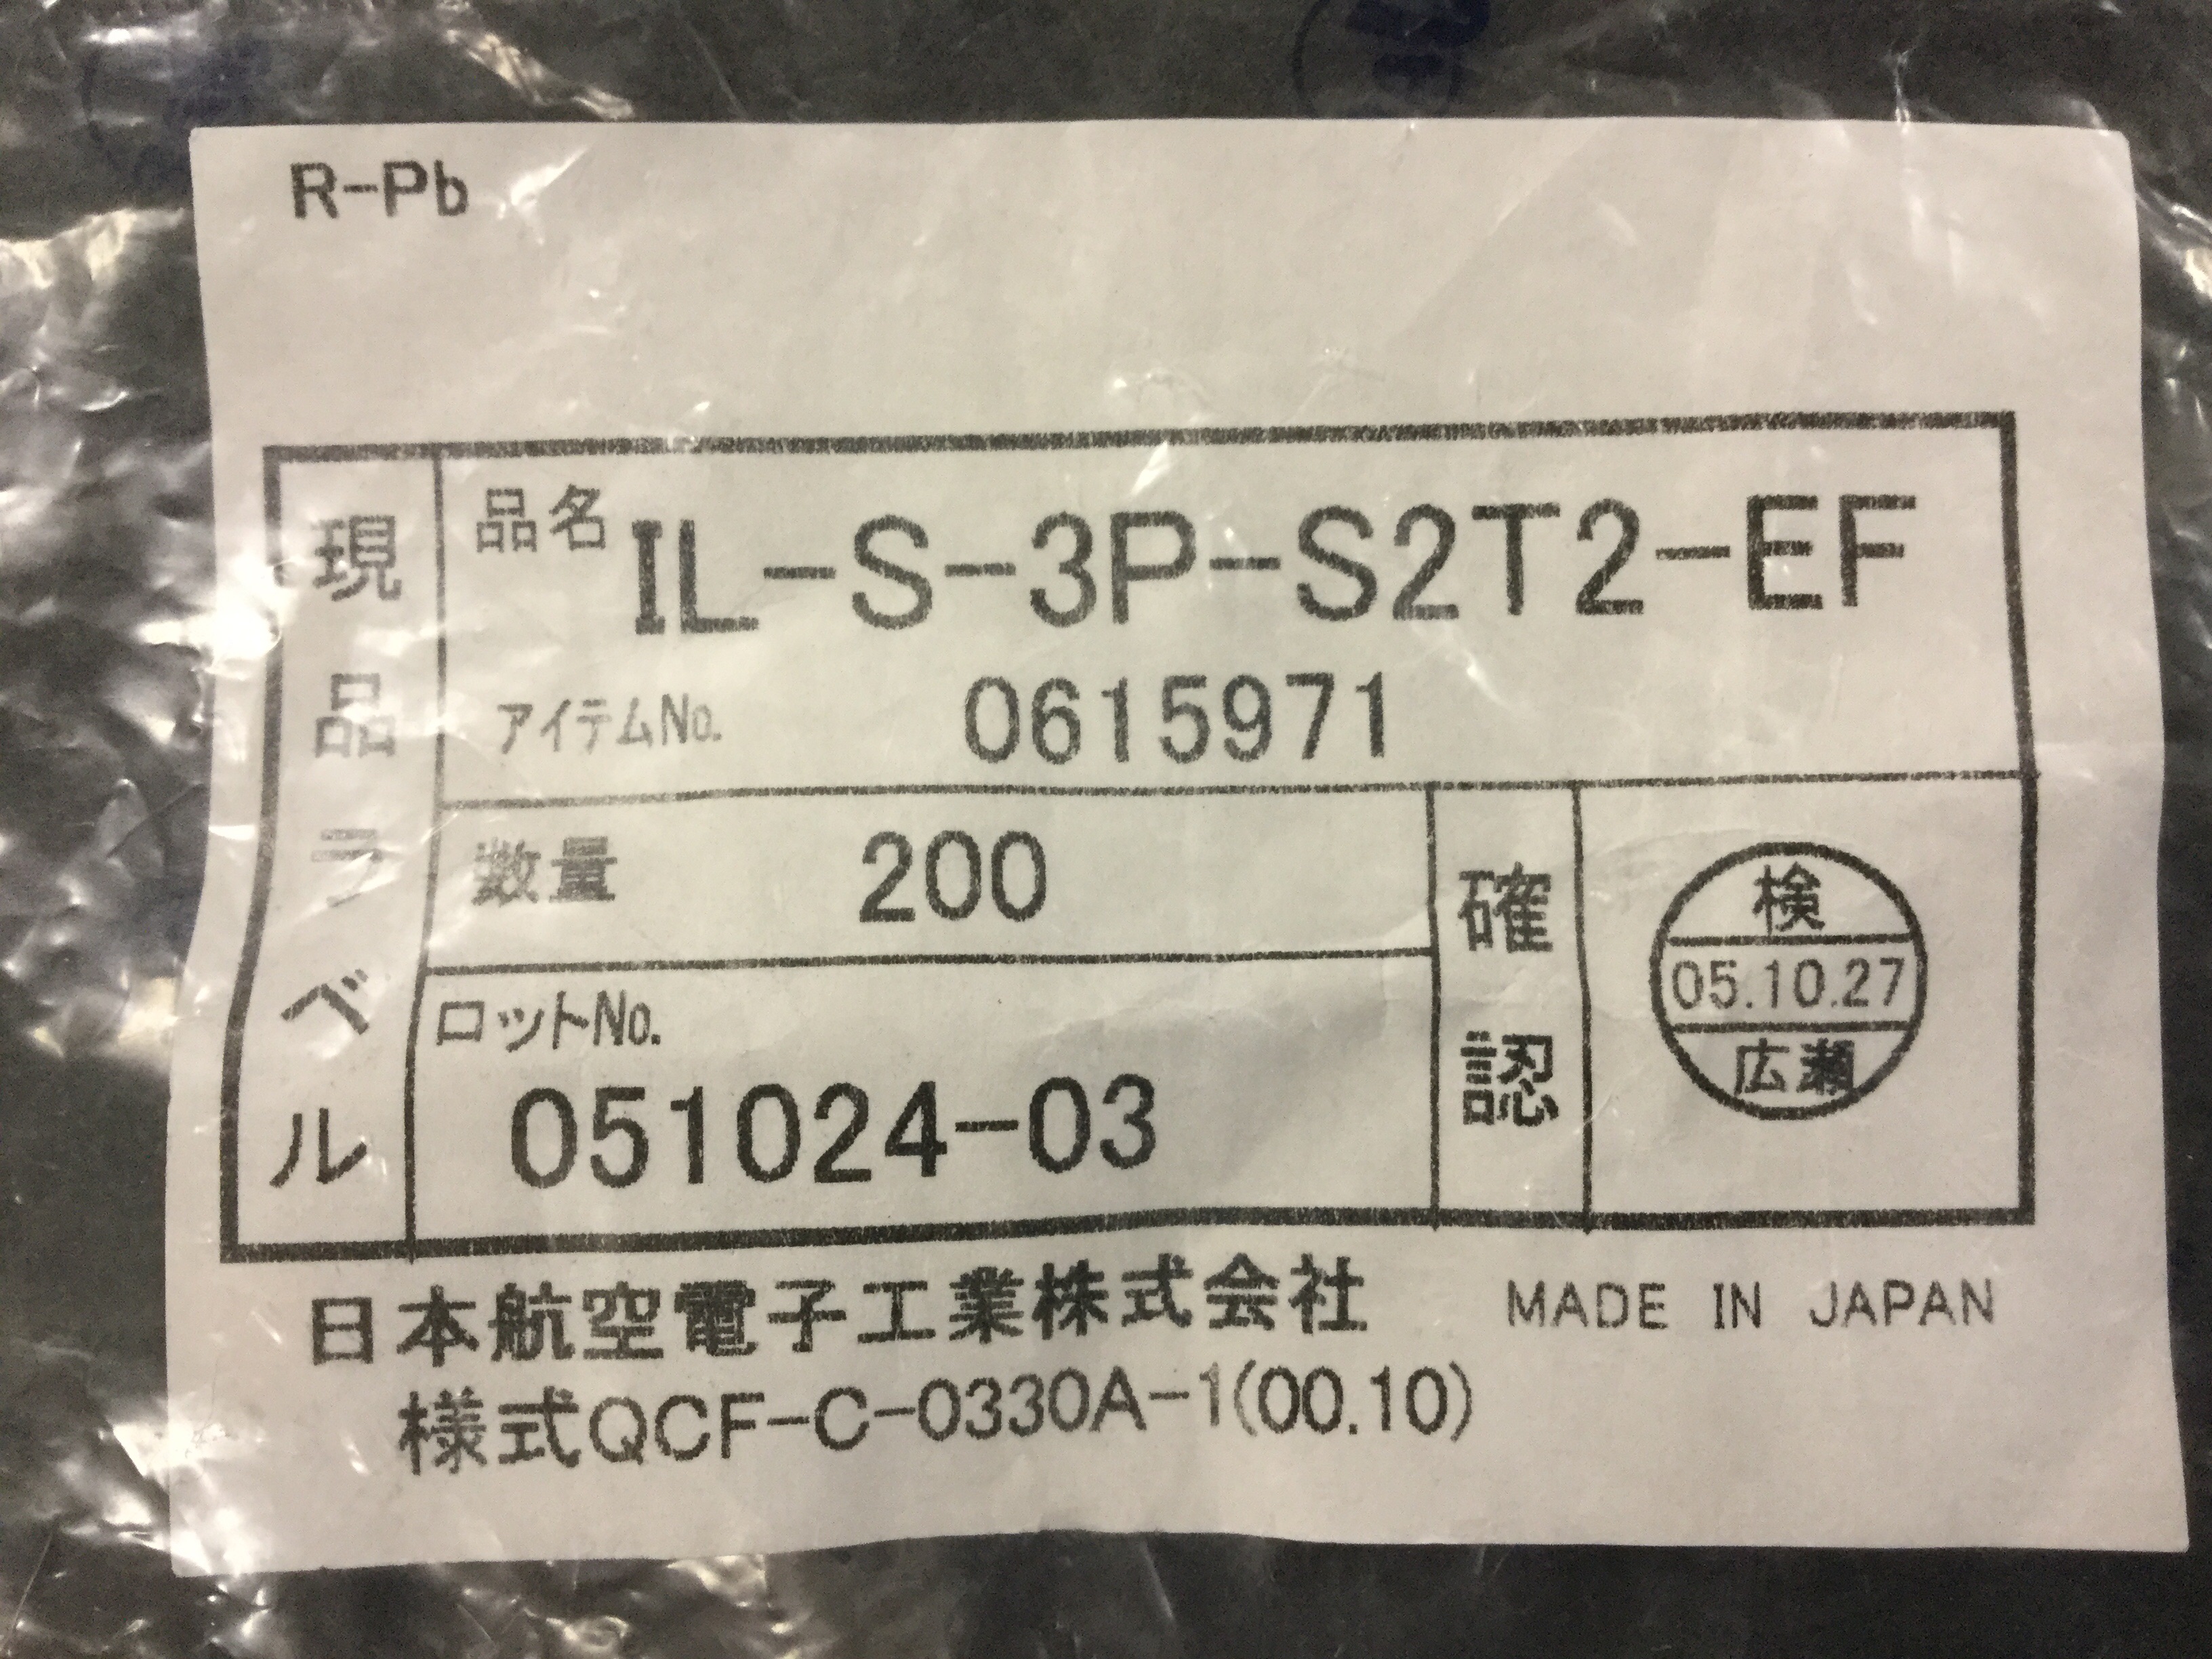 R-Pb
現品ラベル
品名 IL-S-3P-S2T2-EF
アイテムNo. 0615971
数量 200
ロットNo.
051024-03
確認
検
05.10.27
広瀬
日本航空電子工業株式会社 MADE IN JAPAN
様式QCF-C-0330A-1(00.10)